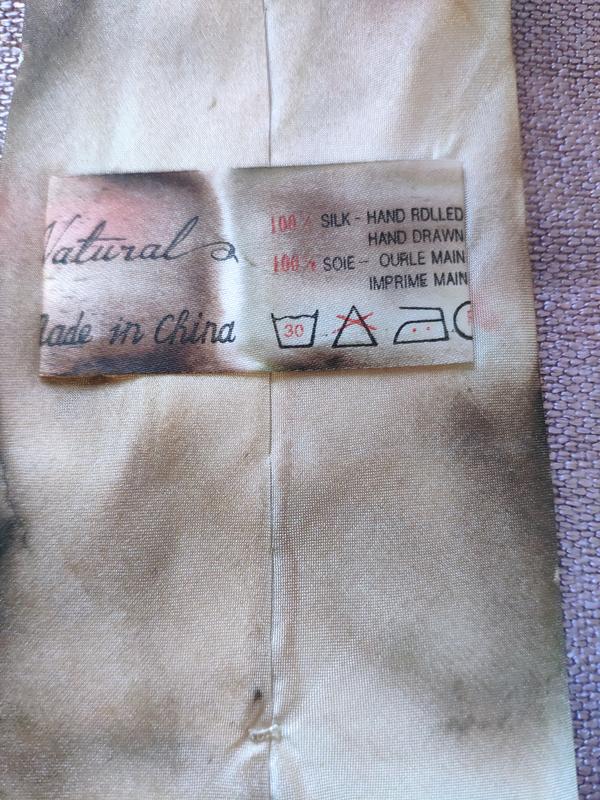 Natural
100% SILK - HAND ROLLED
HAND DRAWN
100% SOIE - OURLE MAIN
IMPRIME MAIN
Made in China
30